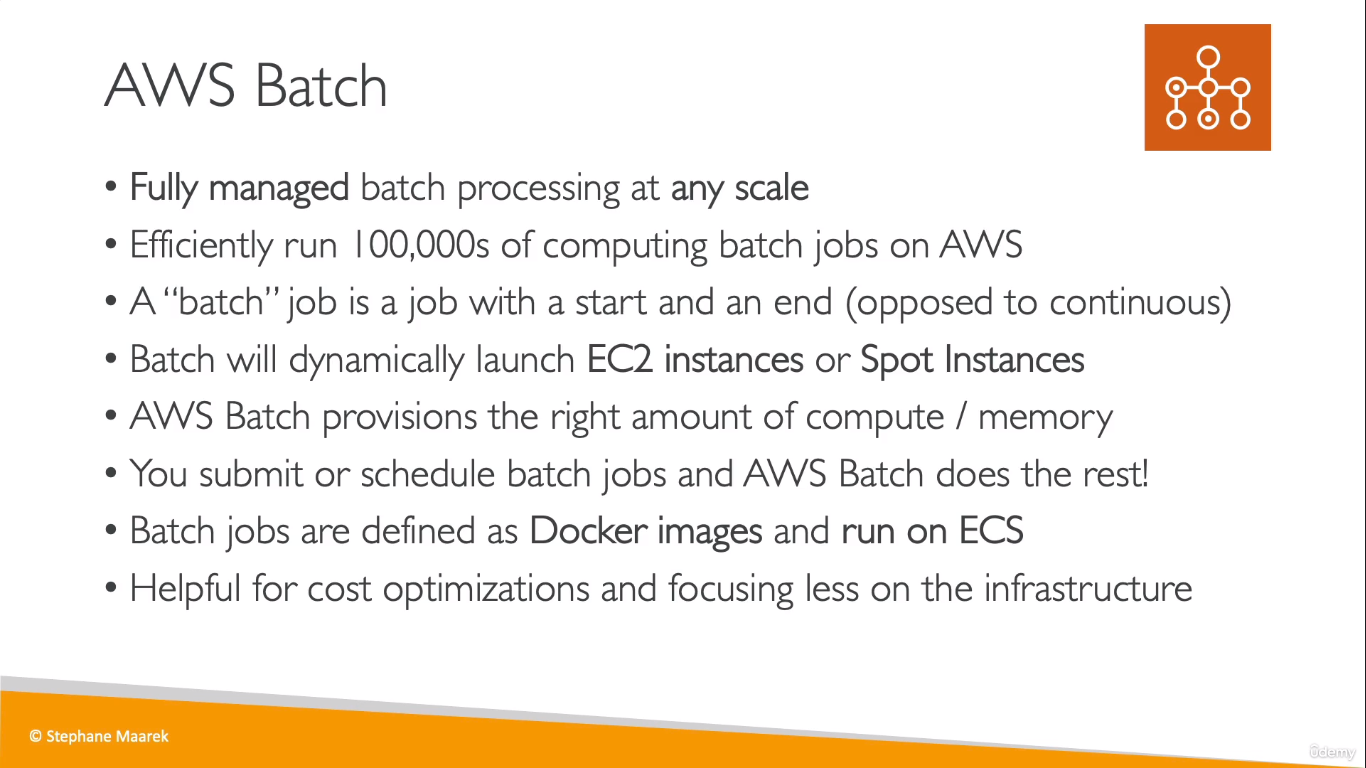 AWS Batch
• Fully managed batch processing at any scale
• Efficiently run 100,000s of computing batch jobs on AWS
• A “batch” job is a job with a start and an end (opposed to continuous)
• Batch will dynamically launch EC2 instances or Spot Instances
• AWS Batch provisions the right amount of compute / memory
• You submit or schedule batch jobs and AWS Batch does the rest!
• Batch jobs are defined as Docker images and run on ECS
• Helpful for cost optimizations and focusing less on the infrastructure
© Stephane Maarek
ûdemy